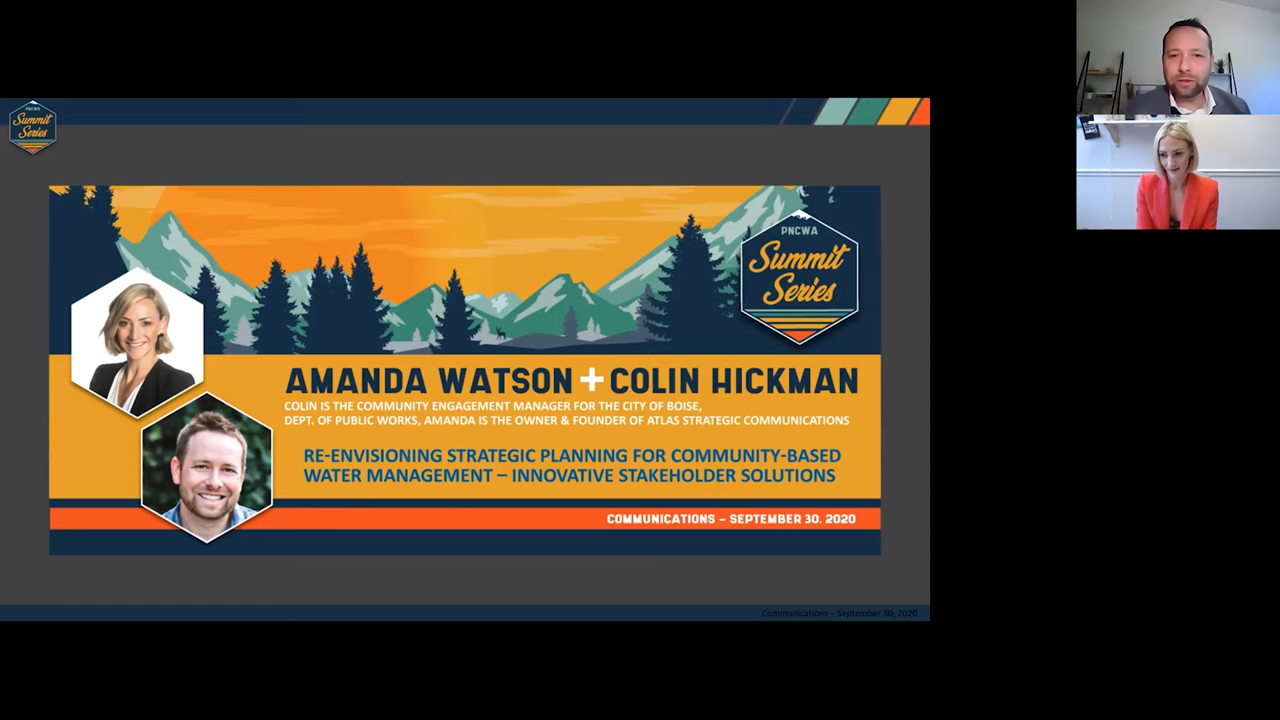 PNCWA
Summit
Series
PNCWA
Summit
Series
AMANDA WATSON + COLIN HICKMAN
COLIN IS THE COMMUNITY ENGAGEMENT MANAGER FOR THE CITY OF BOISE,
DEPT. OF PUBLIC WORKS, AMANDA IS THE OWNER & FOUNDER OF ATLAS STRATEGIC COMMUNICATIONS
RE-ENVISIONING STRATEGIC PLANNING FOR COMMUNITY-BASED
WATER MANAGEMENT – INNOVATIVE STAKEHOLDER SOLUTIONS
COMMUNICATIONS – SEPTEMBER 30. 2020
Communications – September 30, 2020